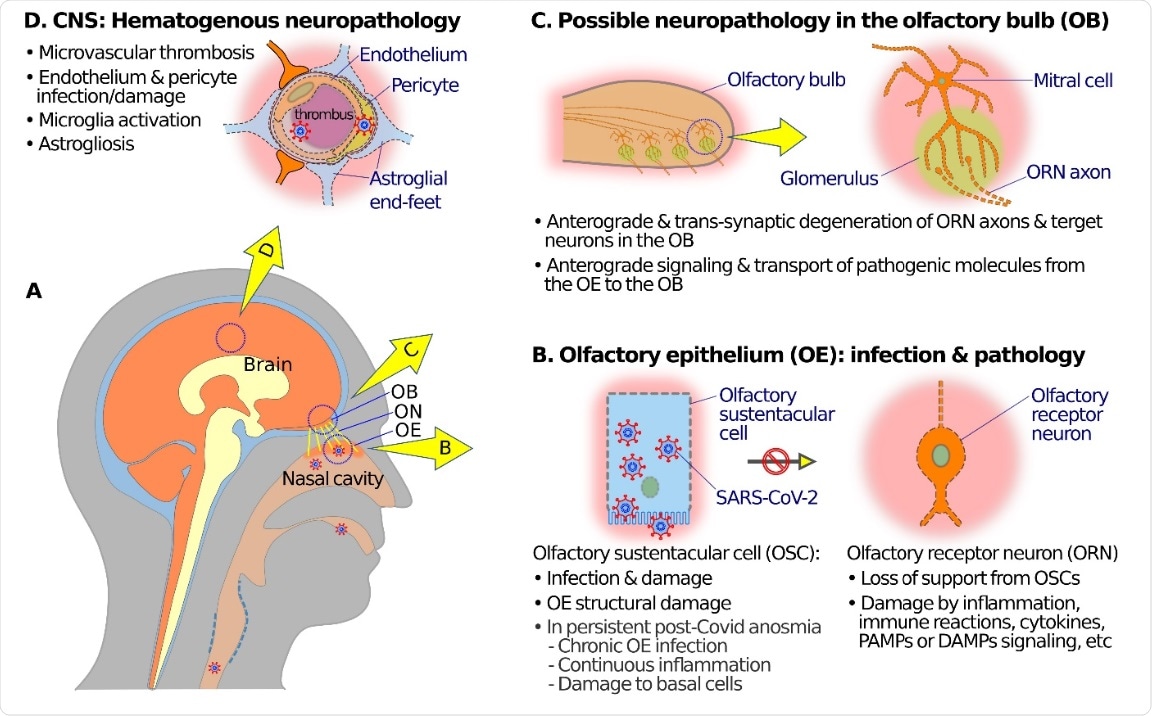 D. CNS: Hematogenous neuropathology
• Microvascular thrombosis
• Endothelium & pericyte
infection/damage
• Microglia activation
• Astrogliosis
Endothelium
Pericyte
thrombus
Astroglial
end-feet
C. Possible neuropathology in the olfactory bulb (OB)
Olfactory bulb
Mitral cell
Glomerulus
ORN axon
• Anterograde & trans-synaptic degeneration of ORN axons & terget
neurons in the OB
• Anterograde signaling & transport of pathogenic molecules from
the OE to the OB
A
D
C
B
Brain
OB
ON
OE
Nasal cavity
B. Olfactory epithelium (OE): infection & pathology
Olfactory
sustentacular
cell
SARS-CoV-2
Olfactory
receptor
neuron
Olfactory sustentacular cell (OSC):
• Infection & damage
• OE structural damage
• In persistent post-Covid anosmia
- Chronic OE infection
- Continuous inflammation
- Damage to basal cells
Olfactory receptor neuron (ORN)
• Loss of support from OSCs
• Damage by inflammation,
immune reactions, cytokines,
PAMPs or DAMPs signaling, etc